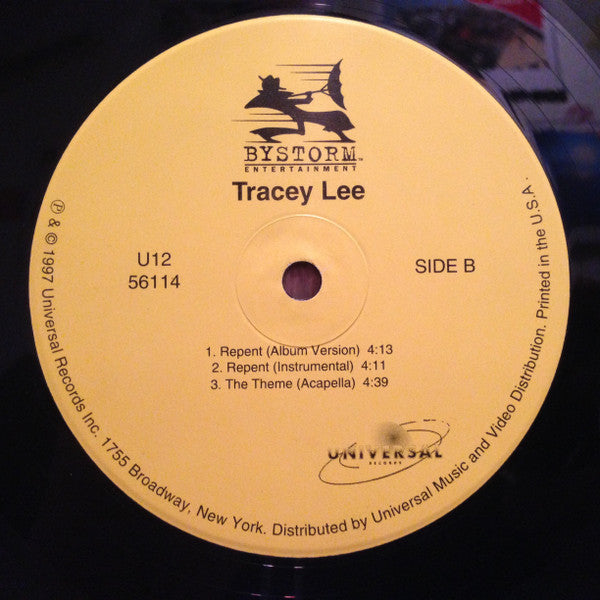 BYSTORM™
ENTERTAINMENT
Tracey Lee
U12
56114
SIDE B
1. Repent (Album Version) 4:13
2. Repent (Instrumental) 4:11
3. The Theme (Acapella) 4:39
UNIVERSAL
RECORDS
℗ & © 1997 Universal Records Inc. 1755 Broadway, New York. Distributed by Universal Music and Video Distribution. Printed in the U.S.A.